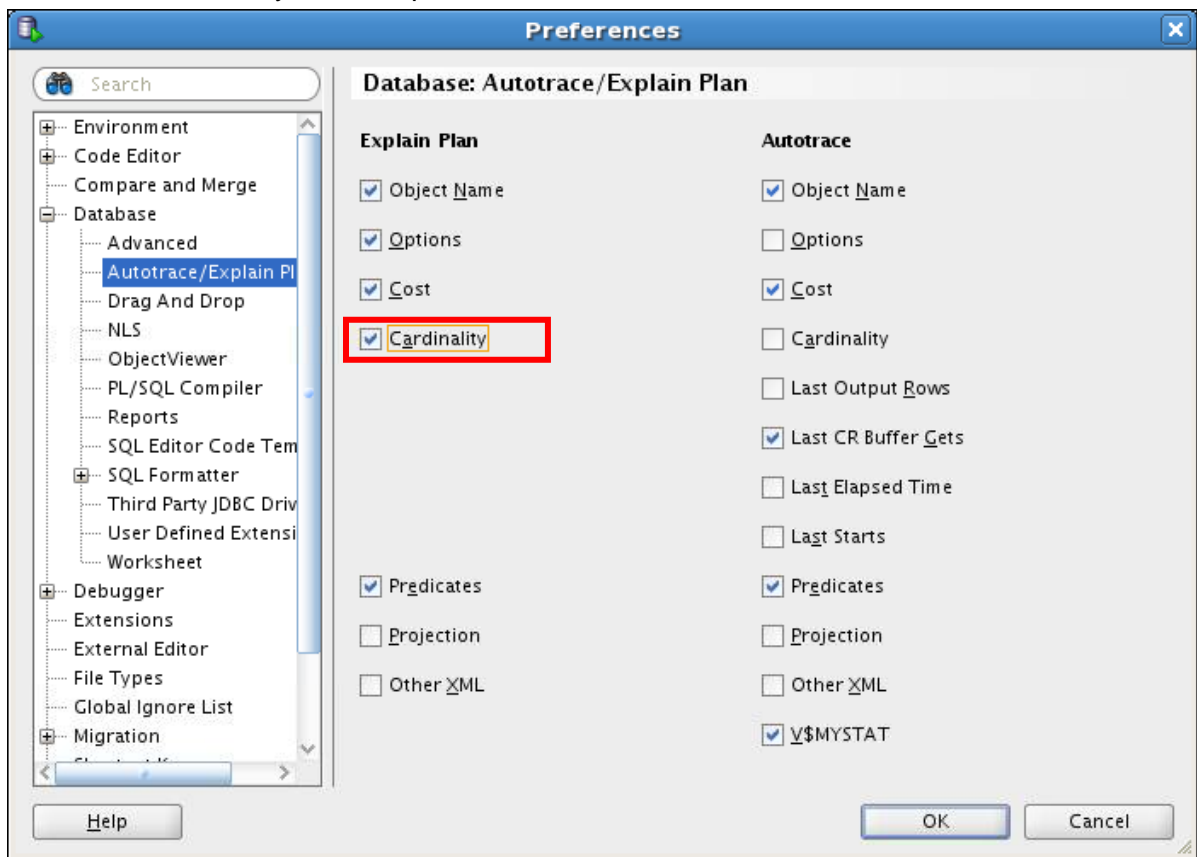 Preferences
Search
Environment
Code Editor
Compare and Merge
Database
Advanced
Autotrace/Explain Pl
Drag And Drop
NLS
ObjectViewer
PL/SQL Compiler
Reports
SQL Editor Code Tem
SQL Formatter
Third Party JDBC Driv
User Defined Extensi
Worksheet
Debugger
Extensions
External Editor
File Types
Global Ignore List
Migration
Database: Autotrace/Explain Plan
Explain Plan
Object Name
Options
Cost
Cardinality
Predicates
Projection
Other XML
Autotrace
Object Name
Options
Cost
Cardinality
Last Output Rows
Last CR Buffer Gets
Last Elapsed Time
Last Starts
Predicates
Projection
Other XML
V$MYSTAT
Help
OK
Cancel